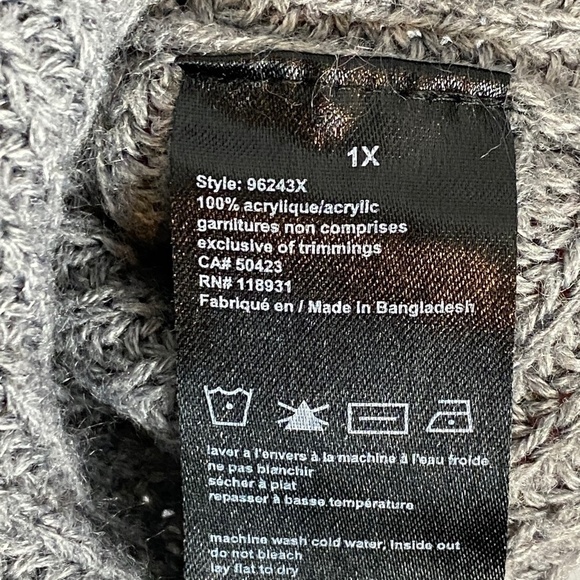 1X
Style: 96243X
100% acrylique/acrylic
garnitures non comprises
exclusive of trimmings
CA# 50423
RN# 118931
Fabriqué en / Made In Bangladesh
laver a l'envers à la machine à l'eau froide
ne pas blanchir
sécher à plat
repasser à basse température
machine wash cold water, Inside out
do not bleach
lay flat to dry